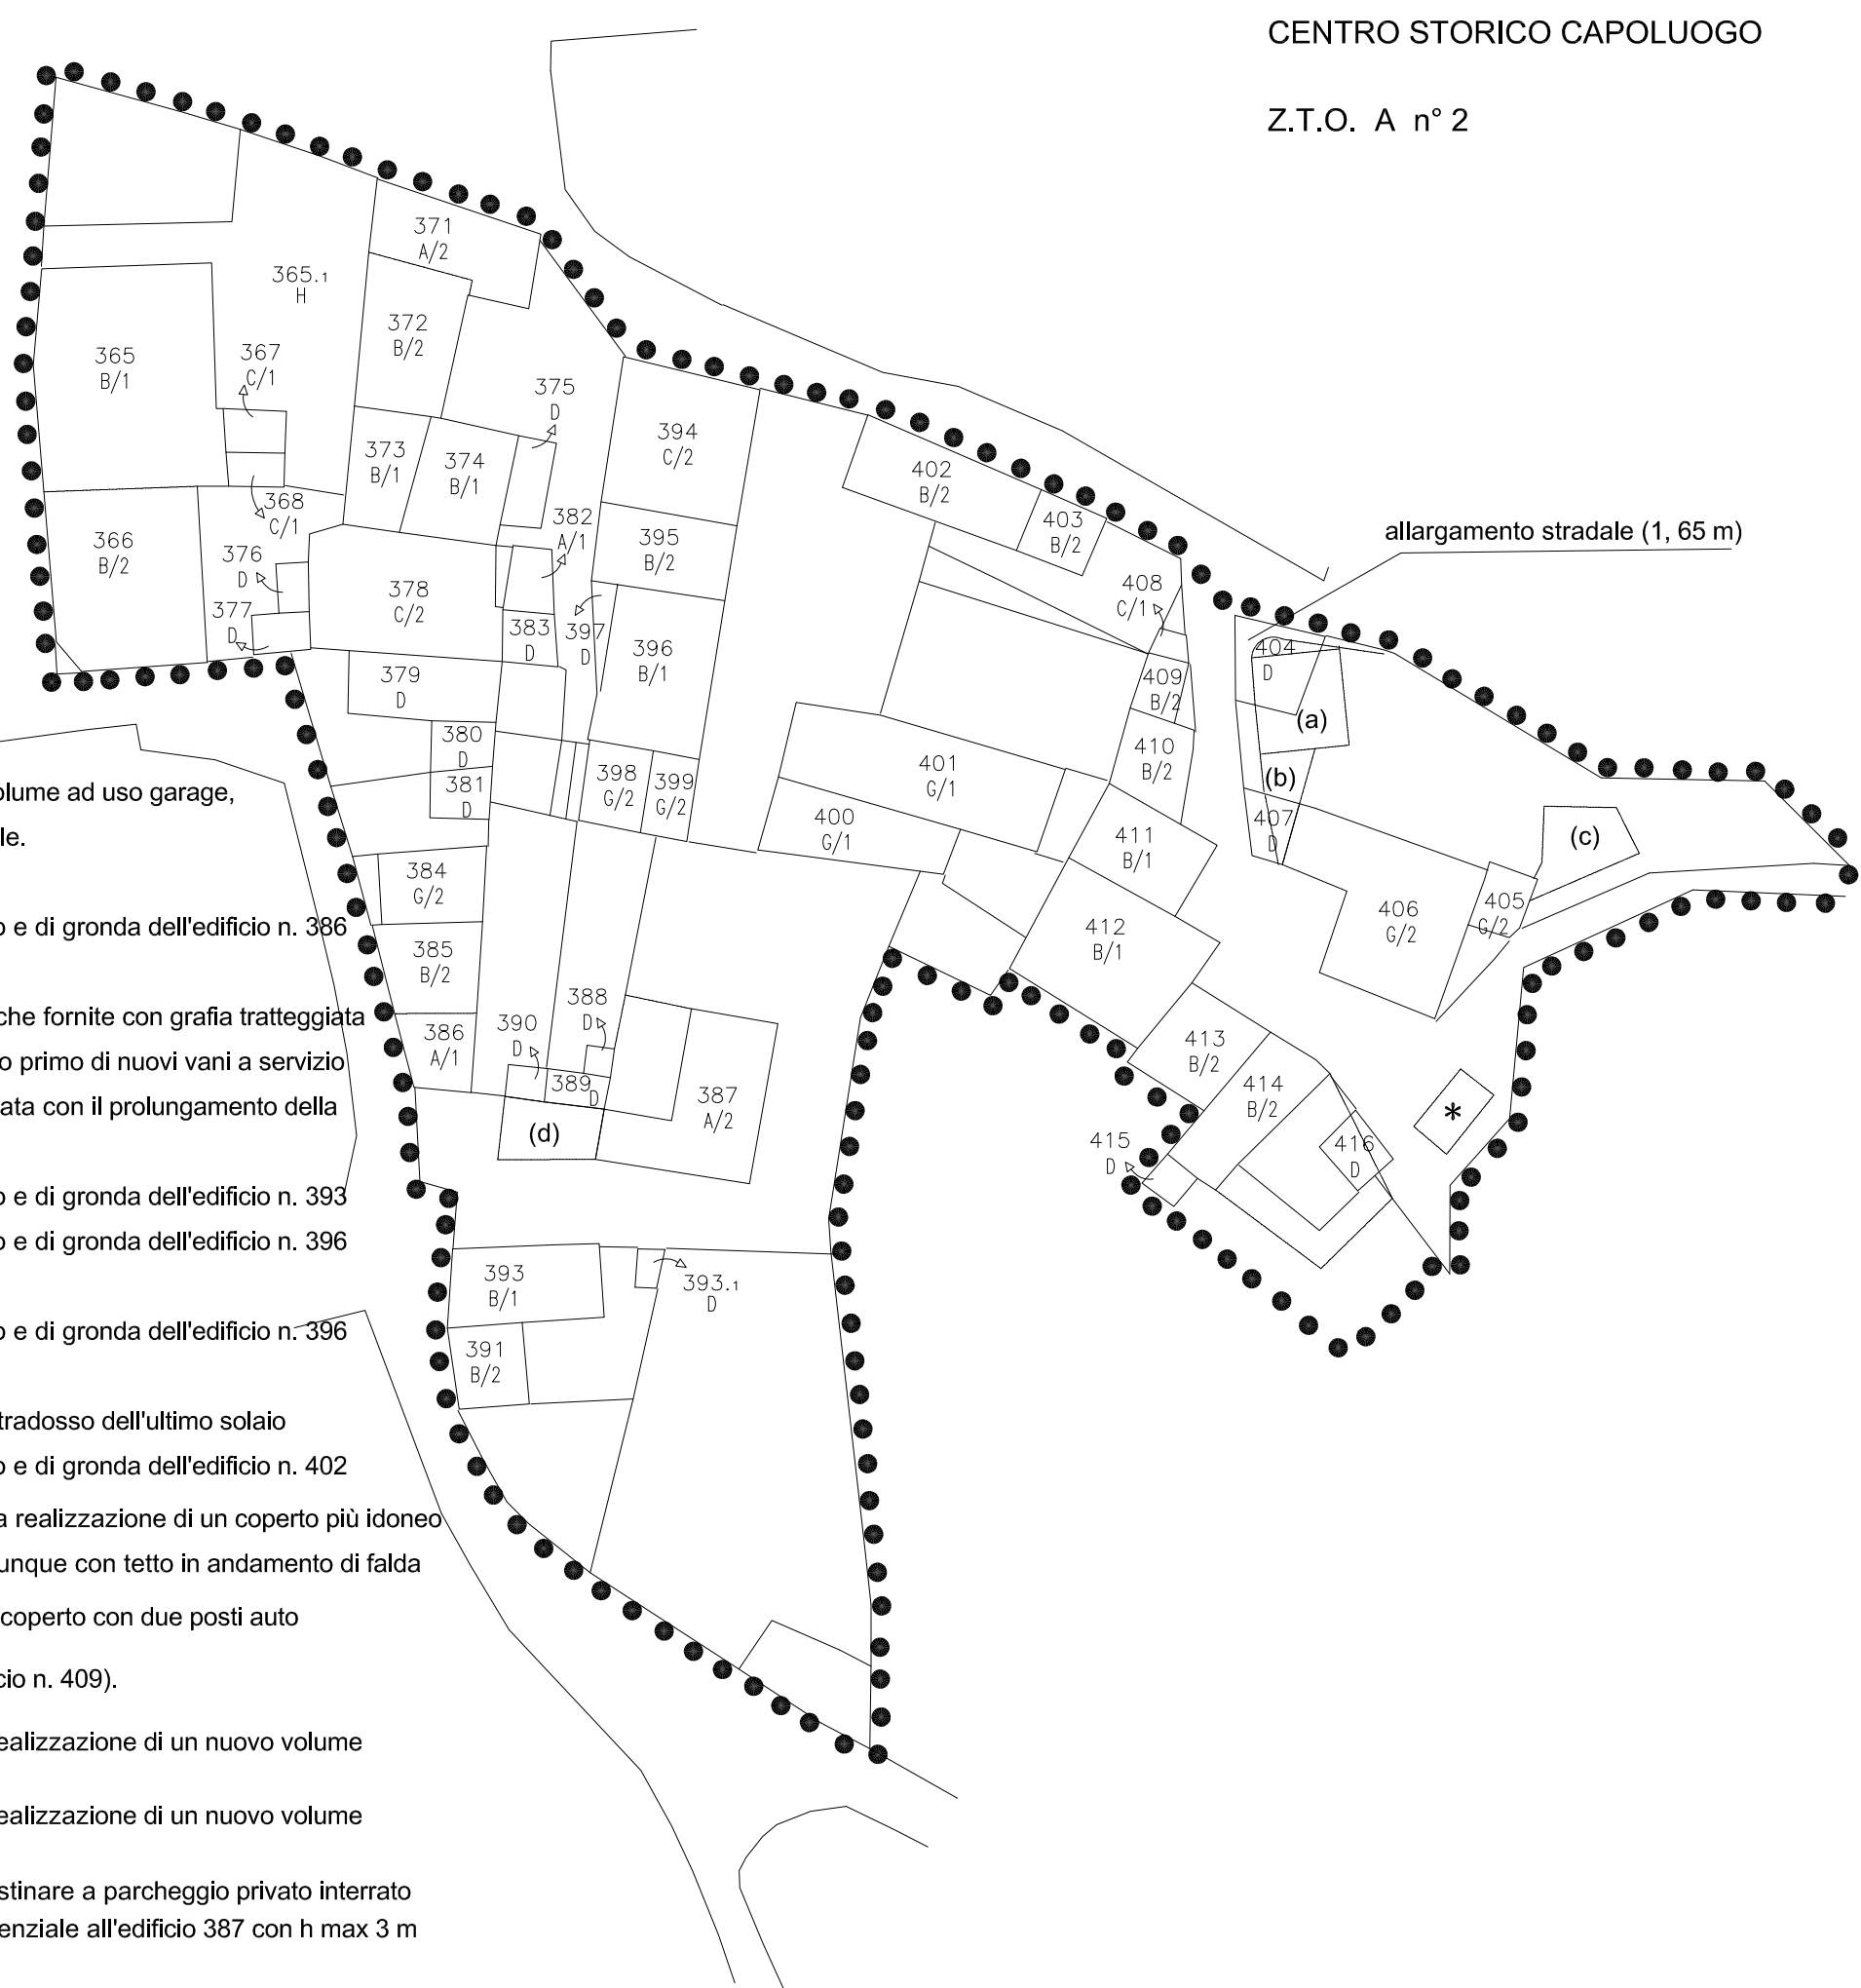 CENTRO STORICO CAPOLUOGO
Z.T.O. A n° 2
371
A/2
365.1
H
372
B/2
365
B/1
367
C/1
375
D
394
C/2
373
B/1
374
B/1
402
B/2
368
C/1
382
A/1
403
B/2
allargamento stradale (1, 65 m)
366
B/2
376
D
395
B/2
378
C/2
408
C/1
377
D
383
D
397
D
396
B/1
404
D
379
D
409
B/2
(a)
380
D
410
B/2
401
G/1
398
G/2
399
G/2
(b)
381
D
olume ad uso garage,
le.
400
G/1
411
B/1
407
D
(c)
384
G/2
405
G/2
406
G/2
412
B/1
o e di gronda dell'edificio n. 386
385
B/2
388
D
che fornite con grafia tratteggiata
390
D
386
A/1
413
B/2
o primo di nuovi vani a servizio
389
D
387
A/2
414
B/2
*
ata con il prolungamento della
(d)
415
D
416
D
o e di gronda dell'edificio n. 393
o e di gronda dell'edificio n. 396
393
B/1
393.1
D
o e di gronda dell'edificio n. 396
391
B/2
tradosso dell'ultimo solaio
o e di gronda dell'edificio n. 402
a realizzazione di un coperto più idoneo
unque con tetto in andamento di falda
coperto con due posti auto
cio n. 409).
ealizzazione di un nuovo volume
ealizzazione di un nuovo volume
stinare a parcheggio privato interrato
enziale all'edificio 387 con h max 3 m